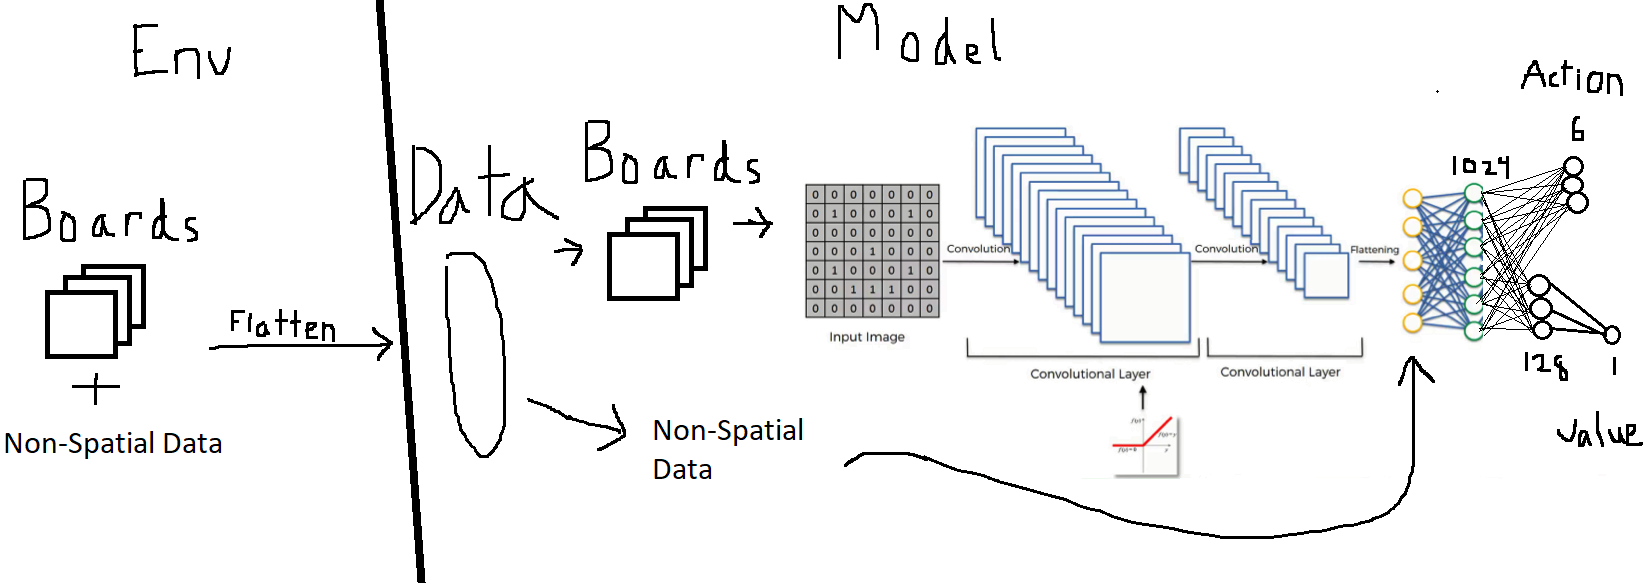 Env
Boards
Non-Spatial Data
Flatten
Data
Boards
Non-Spatial
Data
Model
0 0 0 0 0 0 0
0 1 0 0 0 1 0
0 0 0 0 0 0 0
0 0 0 1 0 0 0
0 1 0 0 0 1 0
0 0 1 1 1 0 0
0 0 0 0 0 0 0
Input Image
Convolution
Convolutional Layer
Convolution
Convolutional Layer
Flattening
1024
Action
6
128
1
value